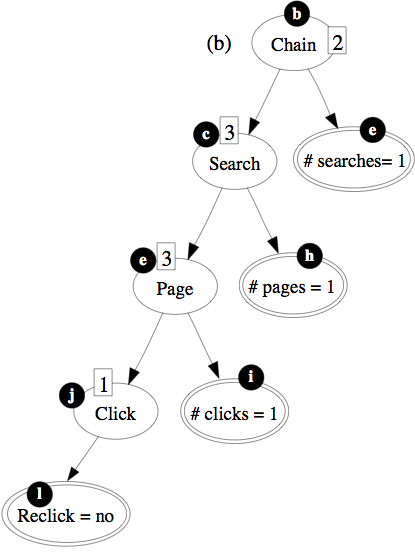 b
(b) Chain 2
c 3 e
Search # searches= 1
e 3 h
Page # pages = 1
j 1 i
Click # clicks = 1
l
Reclick = no